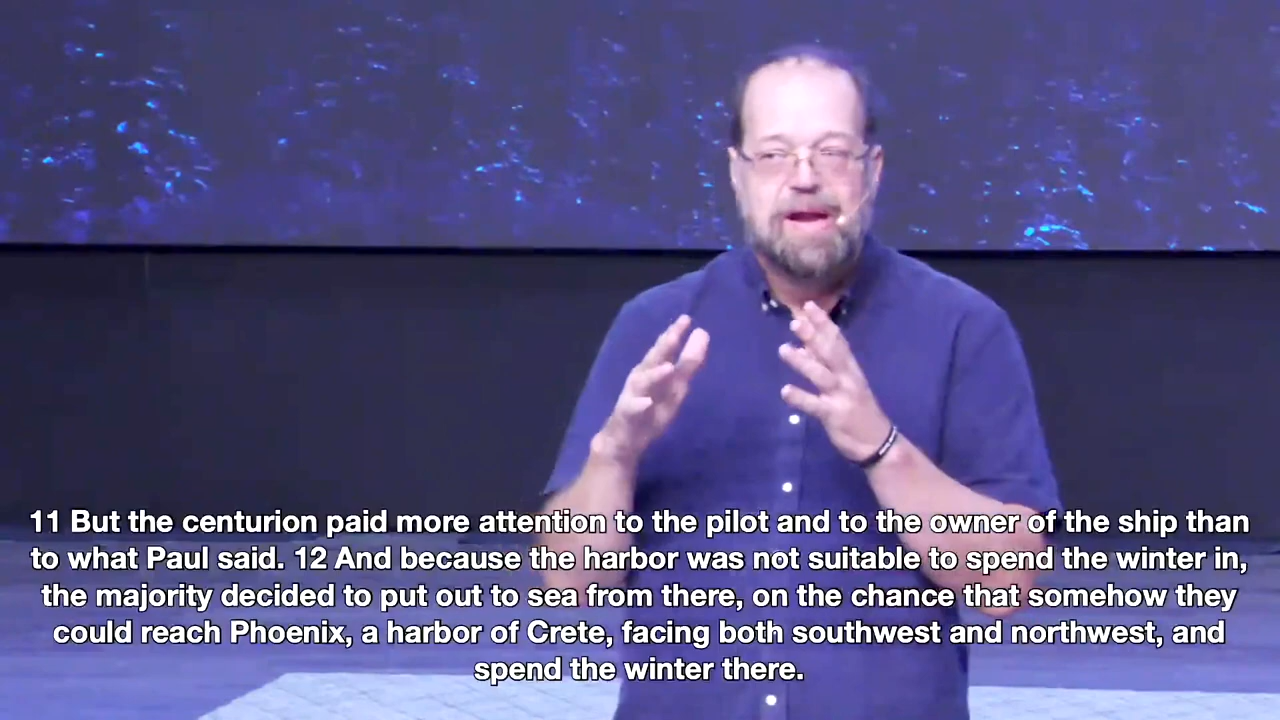 11 But the centurion paid more attention to the pilot and to the owner of the ship than
to what Paul said. 12 And because the harbor was not suitable to spend the winter in,
the majority decided to put out to sea from there, on the chance that somehow they
could reach Phoenix, a harbor of Crete, facing both southwest and northwest, and
spend the winter there.